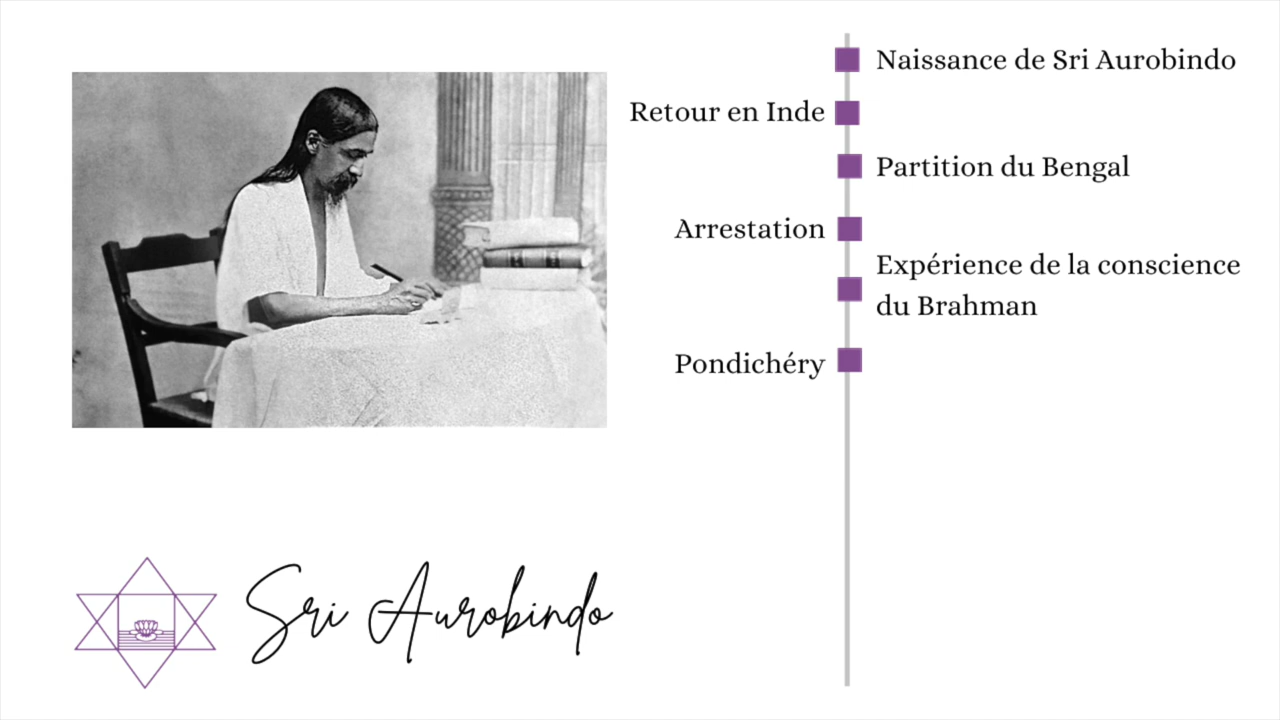 Naissance de Sri Aurobindo
Retour en Inde
Partition du Bengal
Arrestation
Expérience de la conscience
du Brahman
Pondichéry
Sri Aurobindo